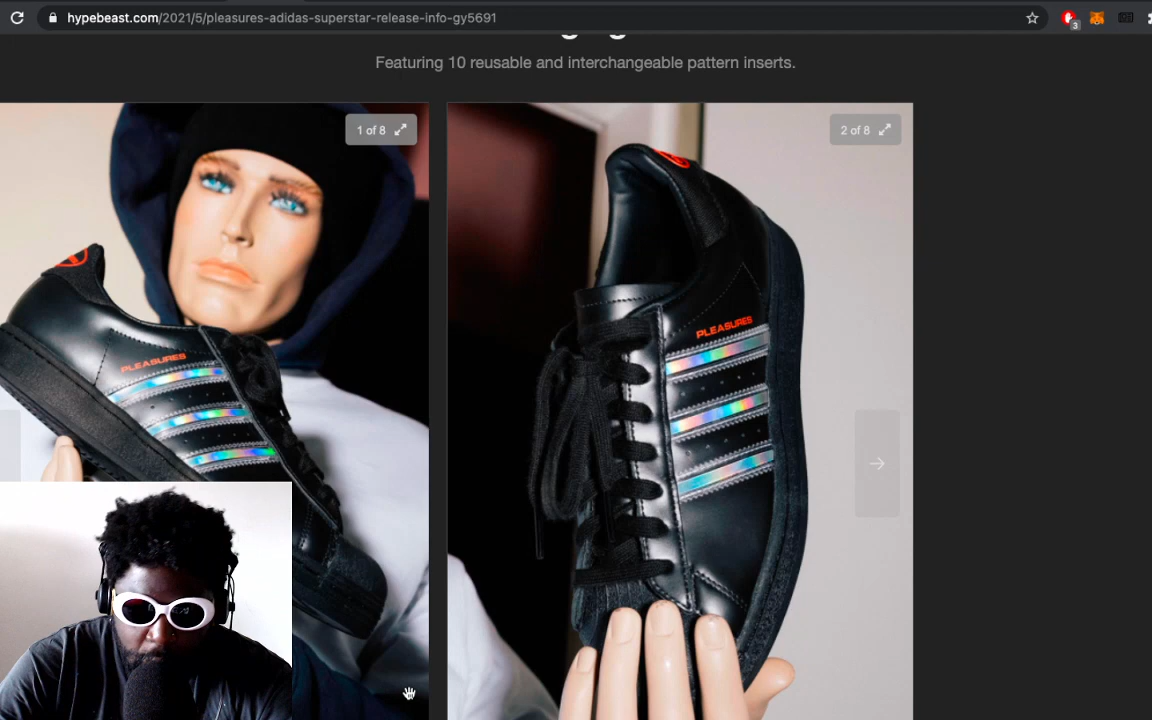 hypebeast.com/2021/5/pleasures-adidas-superstar-release-info-gy5691
3
Featuring 10 reusable and interchangeable pattern inserts.
1 of 8
2 of 8
PLEASURES
PLEASURES